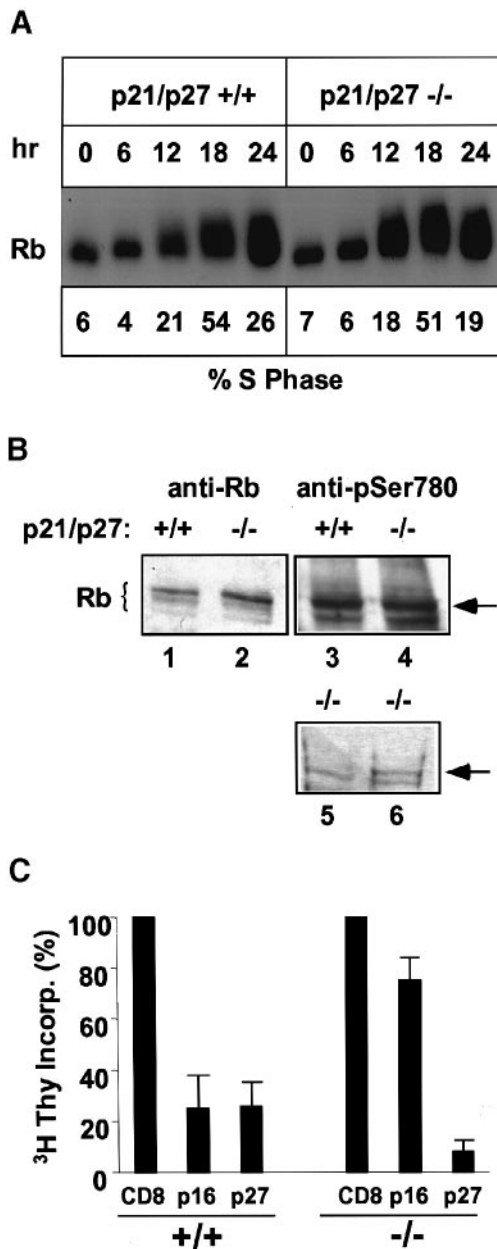 A
p21/p27 +/+ p21/p27 -/-
hr 0 6 12 18 24 0 6 12 18 24
Rb
6 4 21 54 26 7 6 18 51 19
% S Phase
B
anti-Rb anti-pSer780
p21/p27: +/+ -/- +/+ -/-
Rb {
1 2 3 4
-/- -/-
5 6
C
³H Thy Incorp. (%)
100
80
60
40
20
0
CD8 p16 p27 CD8 p16 p27
+/+ -/-